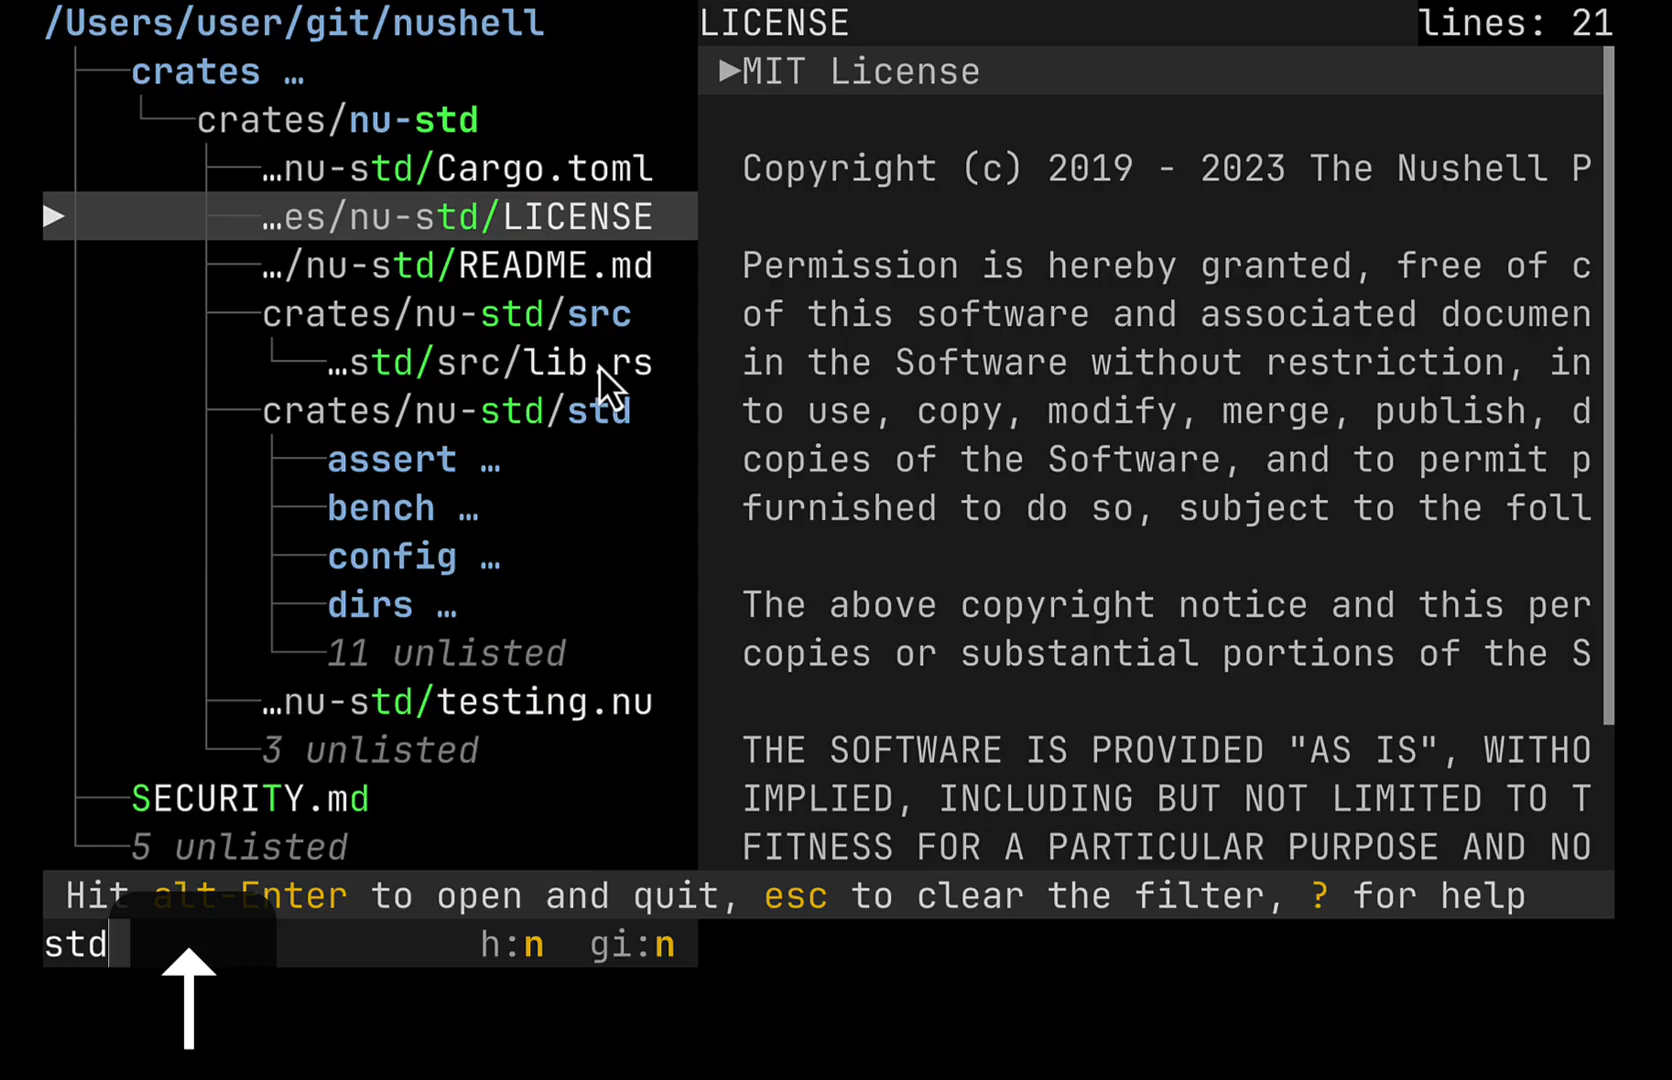 /Users/user/git/nushell
crates …
crates/nu-std
…nu-std/Cargo.toml
…es/nu-std/LICENSE
…/nu-std/README.md
crates/nu-std/src
…std/src/lib.rs
crates/nu-std/std
assert …
bench …
config …
dirs …
11 unlisted
…nu-std/testing.nu
3 unlisted
SECURITY.md
5 unlisted
LICENSE lines: 21
MIT License
Copyright (c) 2019 - 2023 The Nushell P
Permission is hereby granted, free of c
of this software and associated documen
in the Software without restriction, in
to use, copy, modify, merge, publish, d
copies of the Software, and to permit p
furnished to do so, subject to the foll
The above copyright notice and this per
copies or substantial portions of the S
THE SOFTWARE IS PROVIDED "AS IS", WITHO
IMPLIED, INCLUDING BUT NOT LIMITED TO T
FITNESS FOR A PARTICULAR PURPOSE AND NO
Hit alt-Enter to open and quit, esc to clear the filter, ? for help
std h:n gi:n